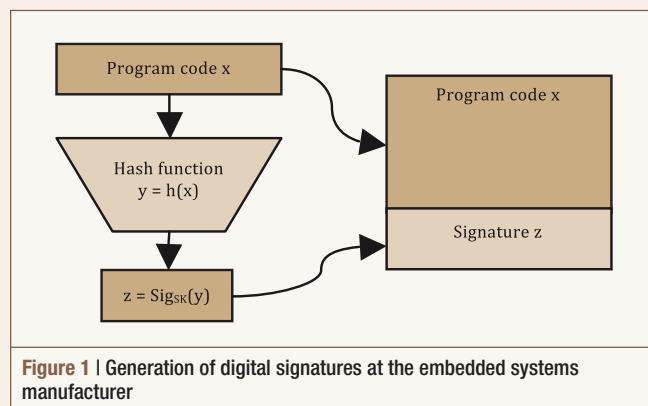 Program code x
Hash function
y = h(x)
z = SigSK(y)
Program code x
Signature z
Figure 1 | Generation of digital signatures at the embedded systems
manufacturer